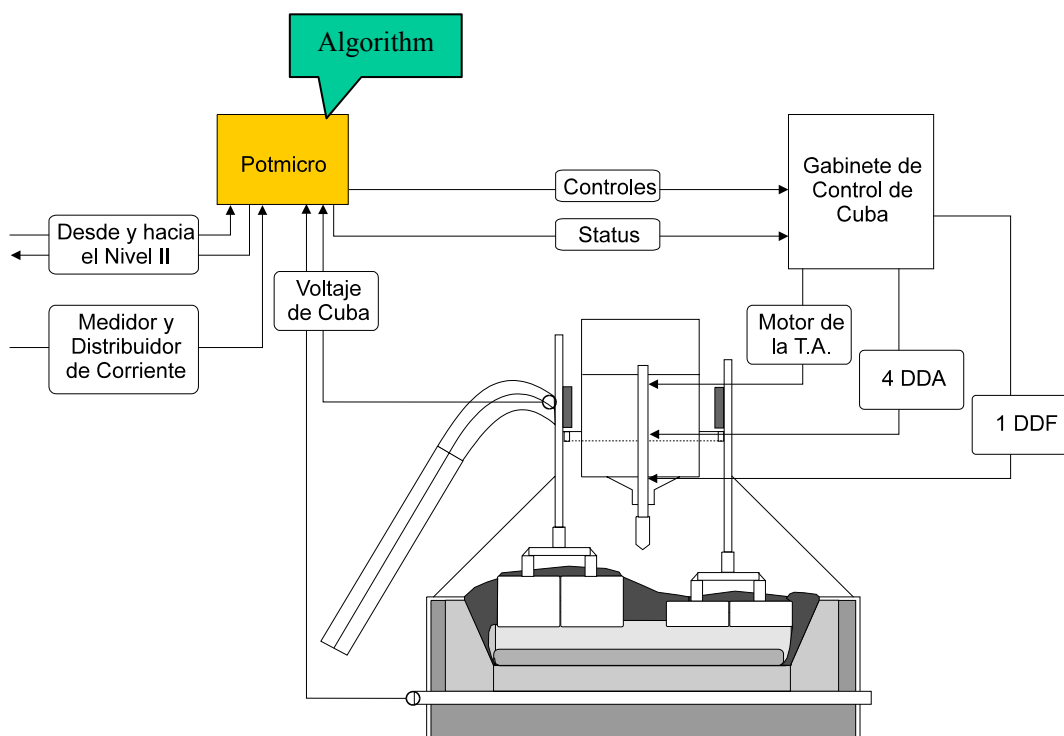 Algorithm
Potmicro
Gabinete de
Control de
Cuba
Controles
Status
Desde y hacia
el Nivel II
Voltaje
de Cuba
Medidor y
Distribuidor
de Corriente
Motor de
la T.A.
4 DDA
1 DDF